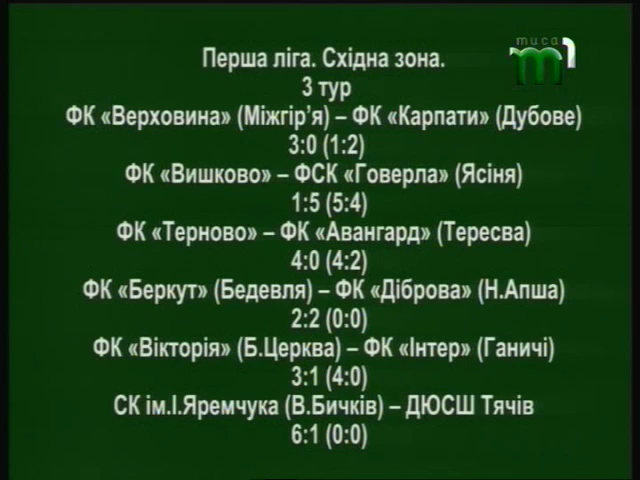 тиса
1
Перша ліга. Східна зона.
3 тур
ФК «Верховина» (Міжгір'я) – ФК «Карпати» (Дубове)
3:0 (1:2)
ФК «Вишково» – ФСК «Говерла» (Ясіня)
1:5 (5:4)
ФК «Терново» – ФК «Авангард» (Тересва)
4:0 (4:2)
ФК «Беркут» (Бедевля) – ФК «Діброва» (Н.Апша)
2:2 (0:0)
ФК «Вікторія» (Б.Церква) – ФК «Інтер» (Ганичі)
3:1 (4:0)
СК ім.І.Яремчука (В.Бичків) – ДЮСШ Тячів
6:1 (0:0)